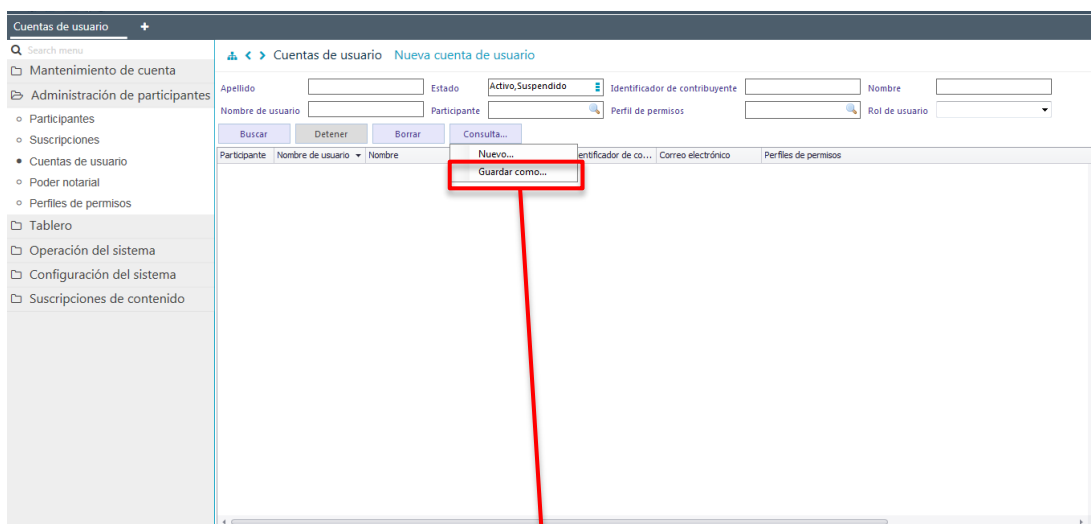 Cuentas de usuario +
Search menu
Cuentas de usuario Nueva cuenta de usuario
Mantenimiento de cuenta
Administración de participantes
Participantes
Suscripciones
Cuentas de usuario
Poder notarial
Perfiles de permisos
Tablero
Operación del sistema
Configuración del sistema
Suscripciones de contenido
Apellido Estado Activo,Suspendido Identificador de contribuyente Nombre
Nombre de usuario Participante Perfil de permisos Rol de usuario
Buscar Detener Borrar Consulta...
Participante Nombre de usuario Nombre entificador de co... Correo electrónico Perfiles de permisos
Nuevo...
Guardar como...